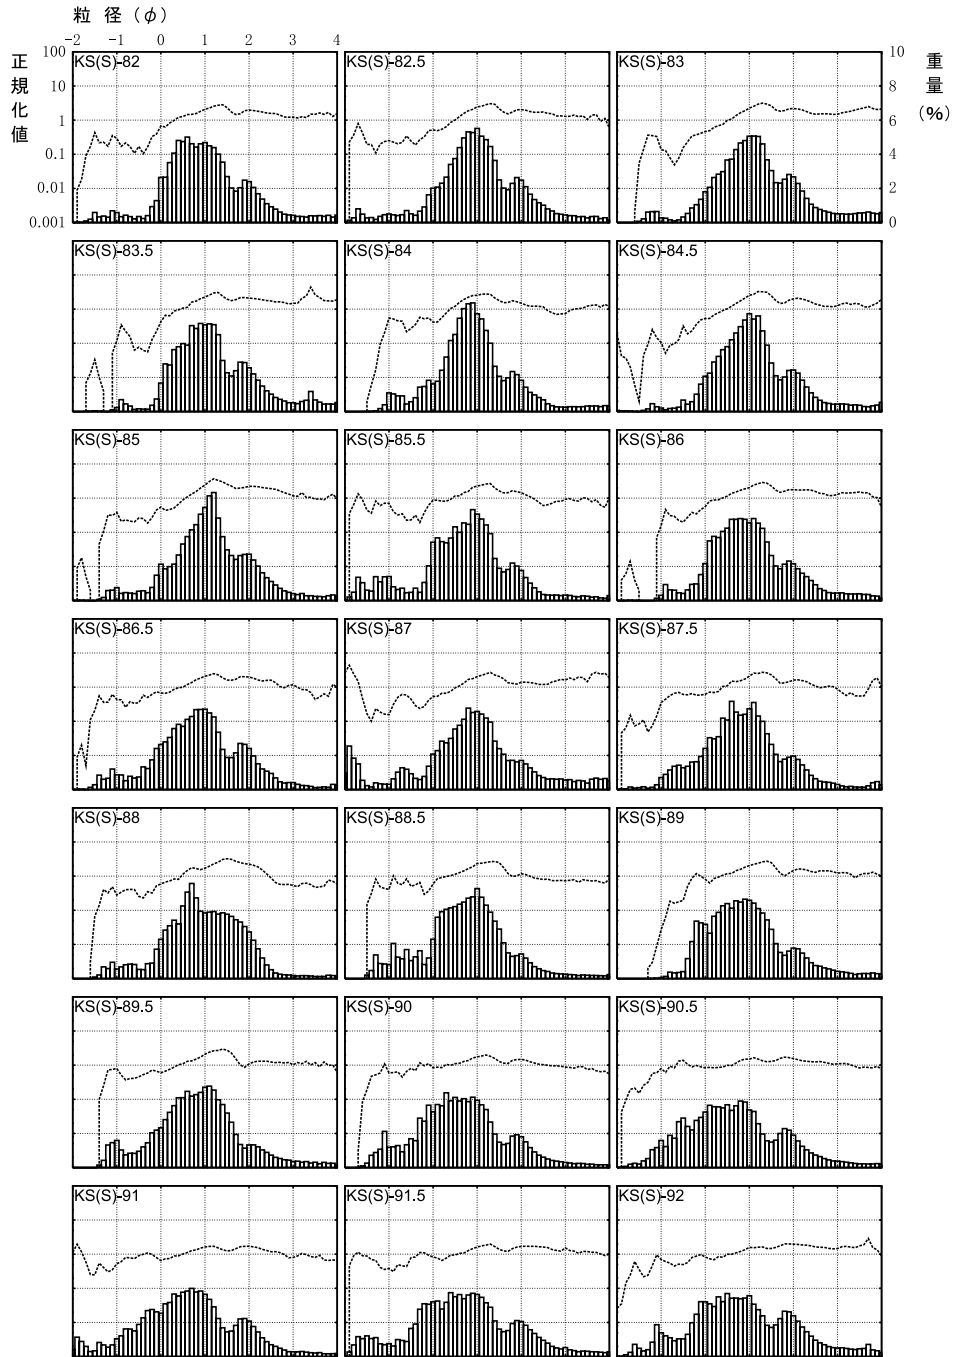 粒 径（φ）
-2 -1 0 1 2 3 4
正規化値
100
10
1
0.1
0.01
0.001
重量(%)
10
8
6
4
2
0
KS(S)-82 KS(S)-82.5 KS(S)-83
KS(S)-83.5 KS(S)-84 KS(S)-84.5
KS(S)-85 KS(S)-85.5 KS(S)-86
KS(S)-86.5 KS(S)-87 KS(S)-87.5
KS(S)-88 KS(S)-88.5 KS(S)-89
KS(S)-89.5 KS(S)-90 KS(S)-90.5
KS(S)-91 KS(S)-91.5 KS(S)-92